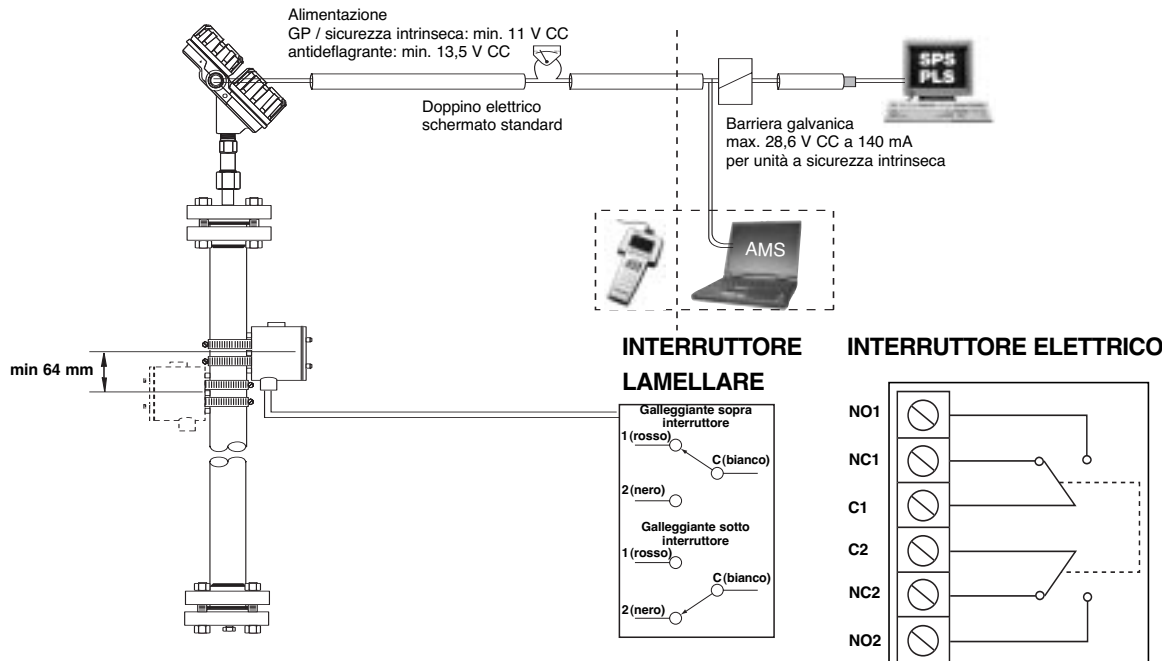 Alimentazione
GP / sicurezza intrinseca: min. 11 V CC
antideflagrante: min. 13,5 V CC
SPS
PLS
Doppino elettrico
schermato standard
Barriera galvanica
max. 28,6 V CC a 140 mA
per unità a sicurezza intrinseca
AMS
min 64 mm
INTERRUTTORE
LAMELLARE
Galleggiante sopra
interruttore
1 (rosso)
C (bianco)
2 (nero)
Galleggiante sotto
interruttore
1 (rosso)
C (bianco)
2 (nero)
INTERRUTTORE ELETTRICO
NO1
NC1
C1
C2
NC2
NO2